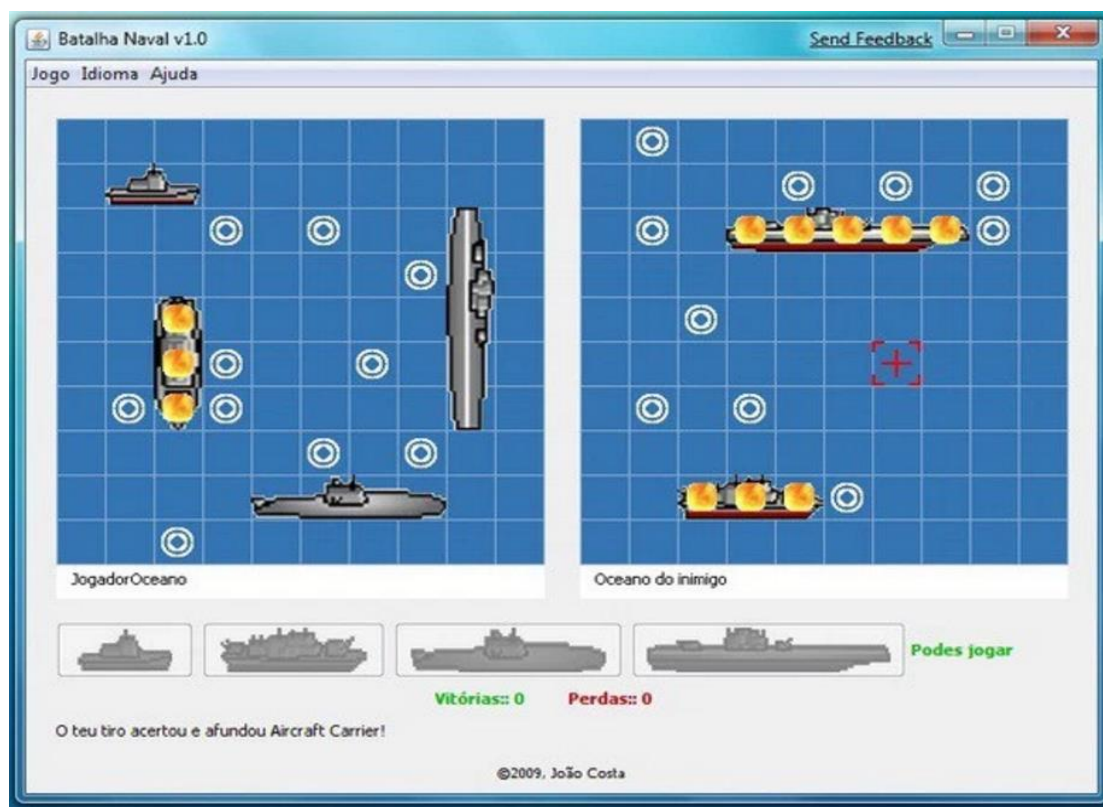 Batalha Naval v1.0
Send Feedback
Jogo Idioma Ajuda
JogadorOceano
Oceano do inimigo
Podes jogar
Vitórias:: 0 Perdas:: 0
O teu tiro acertou e afundou Aircraft Carrier!
©2009, João Costa